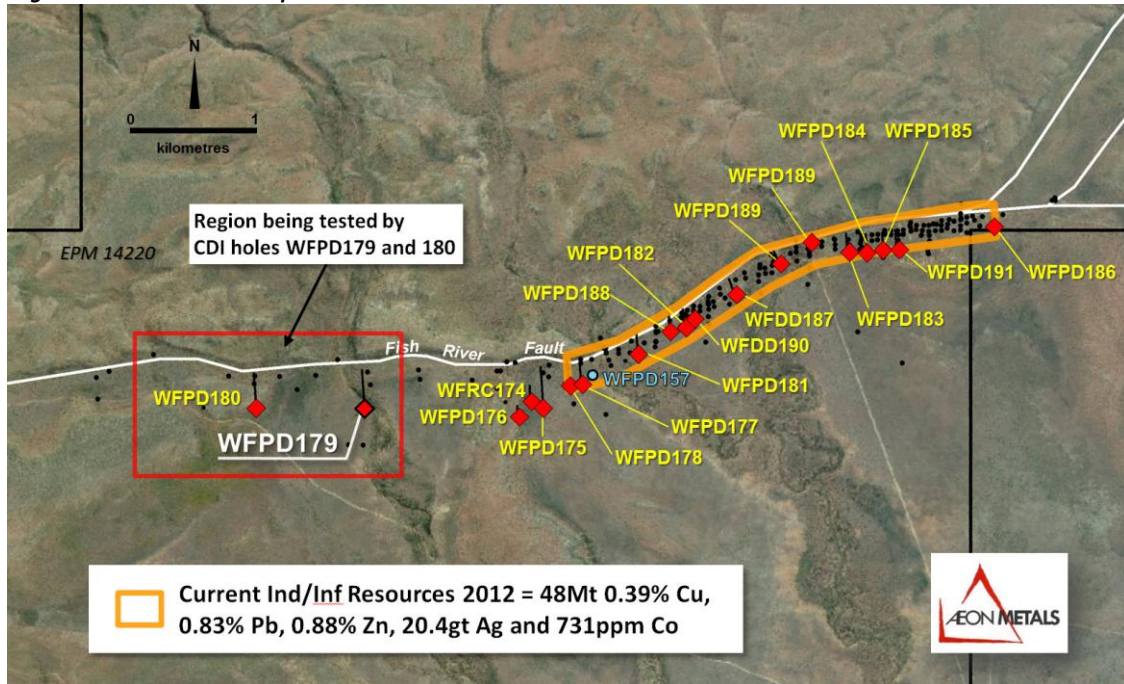 N
0 1
kilometres
Region being tested by
CDI holes WFPD179 and 180
EPM 14220
WFPD184
WFPD185
WFPD189
WFPD189
WFPD182
WFPD188
WFPD191
WFPD186
WFPD183
WFDD187
WFDD190
WFPD181
Fish River Fault
WFPD157
WFPD180
WFRC174
WFPD176
WFPD179
WFPD175
WFPD177
WFPD178
Current Ind/Inf Resources 2012 = 48Mt 0.39% Cu,
0.83% Pb, 0.88% Zn, 20.4gt Ag and 731ppm Co
ÆON METALS